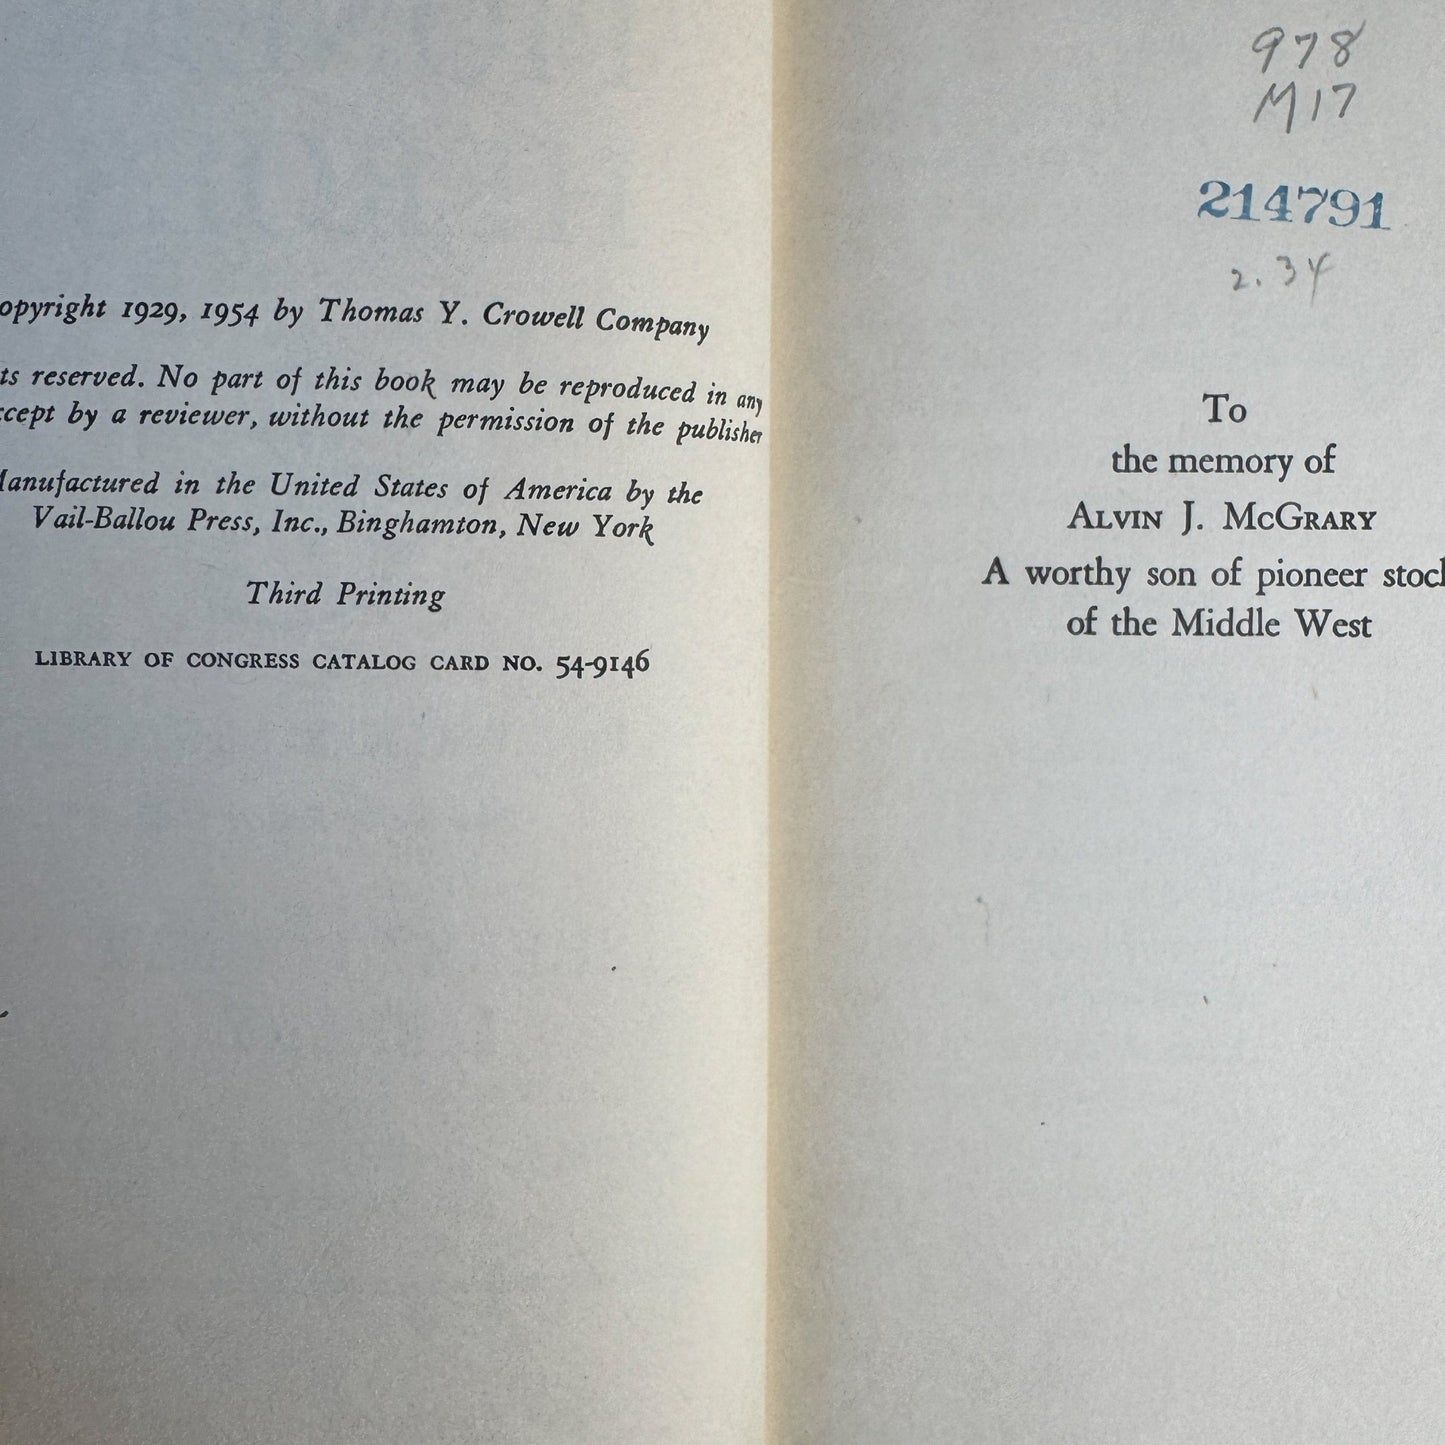 opyright 1929, 1954 by Thomas Y. Crowell Company
ts reserved. No part of this book may be reproduced in any
cept by a reviewer, without the permission of the publisher
anufactured in the United States of America by the
Vail-Ballou Press, Inc., Binghamton, New York
Third Printing
LIBRARY OF CONGRESS CATALOG CARD NO. 54-9146
978
M17
214791
2.34
To
the memory of
ALVIN J. MCGRARY
A worthy son of pioneer stock
of the Middle West